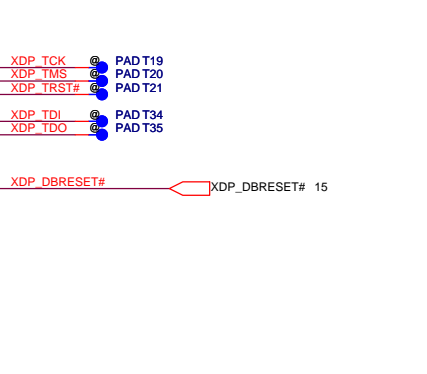 XDP_TCK @ PAD T19
XDP_TMS @ PAD T20
XDP_TRST# @ PAD T21
XDP_TDI @ PAD T34
XDP_TDO @ PAD T35
XDP_DBRESET# XDP_DBRESET# 15